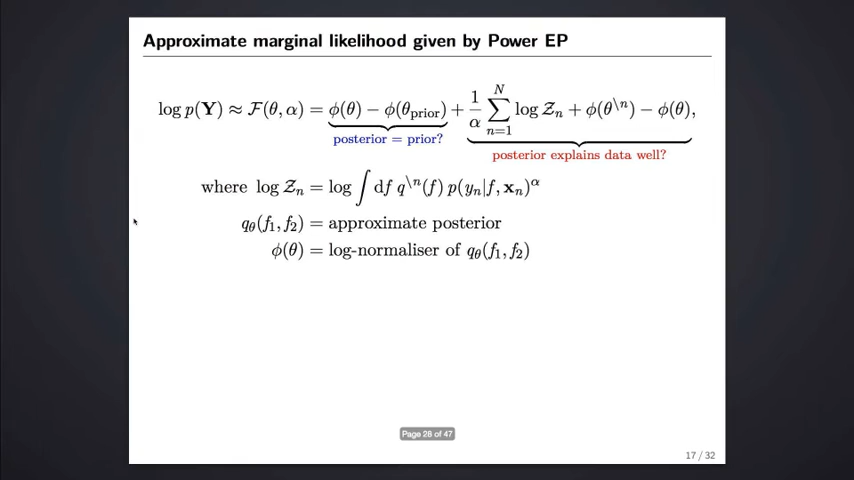 Approximate marginal likelihood given by Power EP
log p(Y) ≈ F(θ, α) = ϕ(θ) − ϕ(θ_prior) + 1/α ∑_{n=1}^{N} log Z_n + ϕ(θ^{\n}) − ϕ(θ),
posterior = prior?
posterior explains data well?
where log Z_n = log ∫ df q^{\n}(f) p(y_n|f, x_n)^α
q_θ(f_1, f_2) = approximate posterior
ϕ(θ) = log-normaliser of q_θ(f_1, f_2)
Page 28 of 47
17 / 32